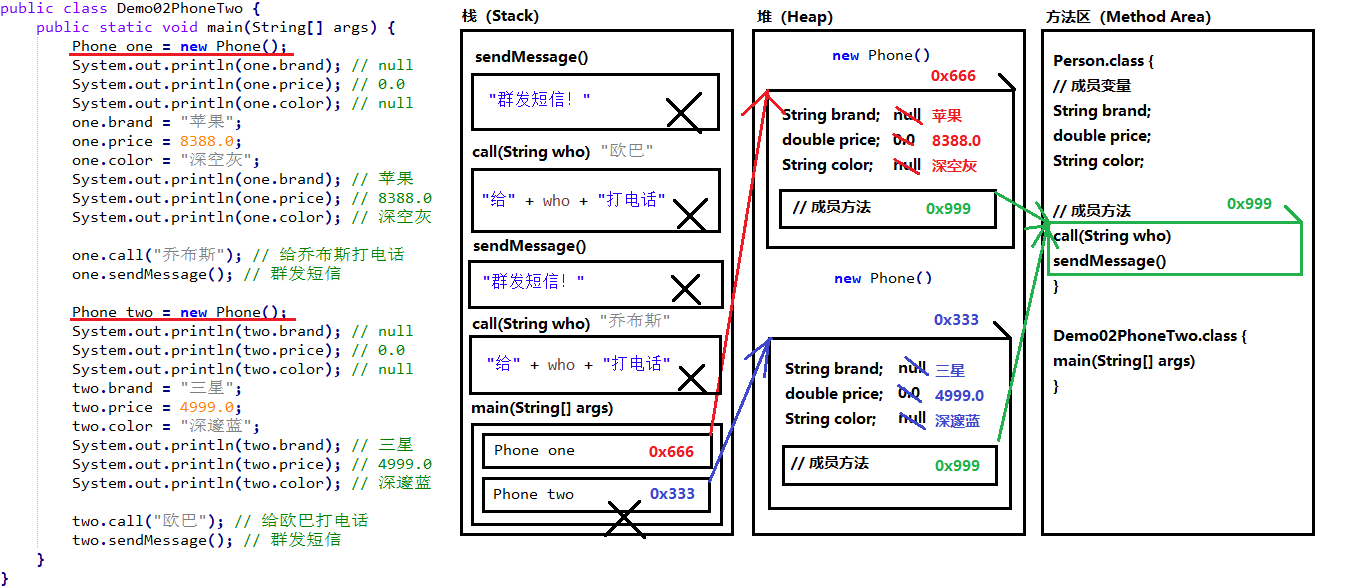 public class Demo02PhoneTwo {
public static void main(String[] args) {
Phone one = new Phone();
System.out.println(one.brand); // null
System.out.println(one.price); // 0.0
System.out.println(one.color); // null
one.brand = "苹果";
one.price = 8388.0;
one.color = "深空灰";
System.out.println(one.brand); // 苹果
System.out.println(one.price); // 8388.0
System.out.println(one.color); // 深空灰
one.call("乔布斯"); // 给乔布斯打电话
one.sendMessage(); // 群发短信
Phone two = new Phone();
System.out.println(two.brand); // null
System.out.println(two.price); // 0.0
System.out.println(two.color); // null
two.brand = "三星";
two.price = 4999.0;
two.color = "深邃蓝";
System.out.println(two.brand); // 三星
System.out.println(two.price); // 4999.0
System.out.println(two.color); // 深邃蓝
two.call("欧巴"); // 给欧巴打电话
two.sendMessage(); // 群发短信
}
}
栈（Stack）
sendMessage()
"群发短信！"
call(String who) "欧巴"
"给" + who + "打电话"
sendMessage()
"群发短信！"
call(String who) "乔布斯"
"给" + who + "打电话"
main(String[] args)
Phone one 0x666
Phone two 0x333
堆（Heap）
new Phone()
0x666
String brand; null 苹果
double price; 0.0 8388.0
String color; null 深空灰
// 成员方法 0x999
new Phone()
0x333
String brand; null 三星
double price; 0.0 4999.0
String color; null 深邃蓝
// 成员方法 0x999
方法区（Method Area）
Person.class {
// 成员变量
String brand;
double price;
String color;
// 成员方法 0x999
call(String who)
sendMessage()
}
Demo02PhoneTwo.class {
main(String[] args)
}